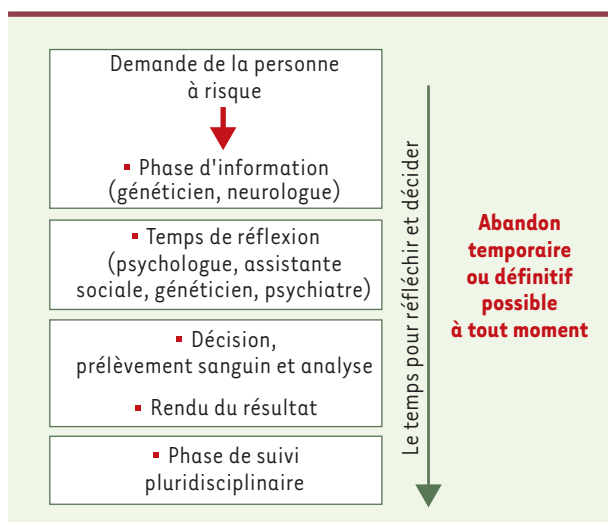 Demande de la personne
à risque
▪ Phase d'information
(généticien, neurologue)
▪ Temps de réflexion
(psychologue, assistante
sociale, généticien, psychiatre)
▪ Décision,
prélèvement sanguin et analyse
▪ Rendu du résultat
▪ Phase de suivi
pluridisciplinaire
Le temps pour réfléchir et décider
Abandon
temporaire
ou définitif
possible
à tout moment